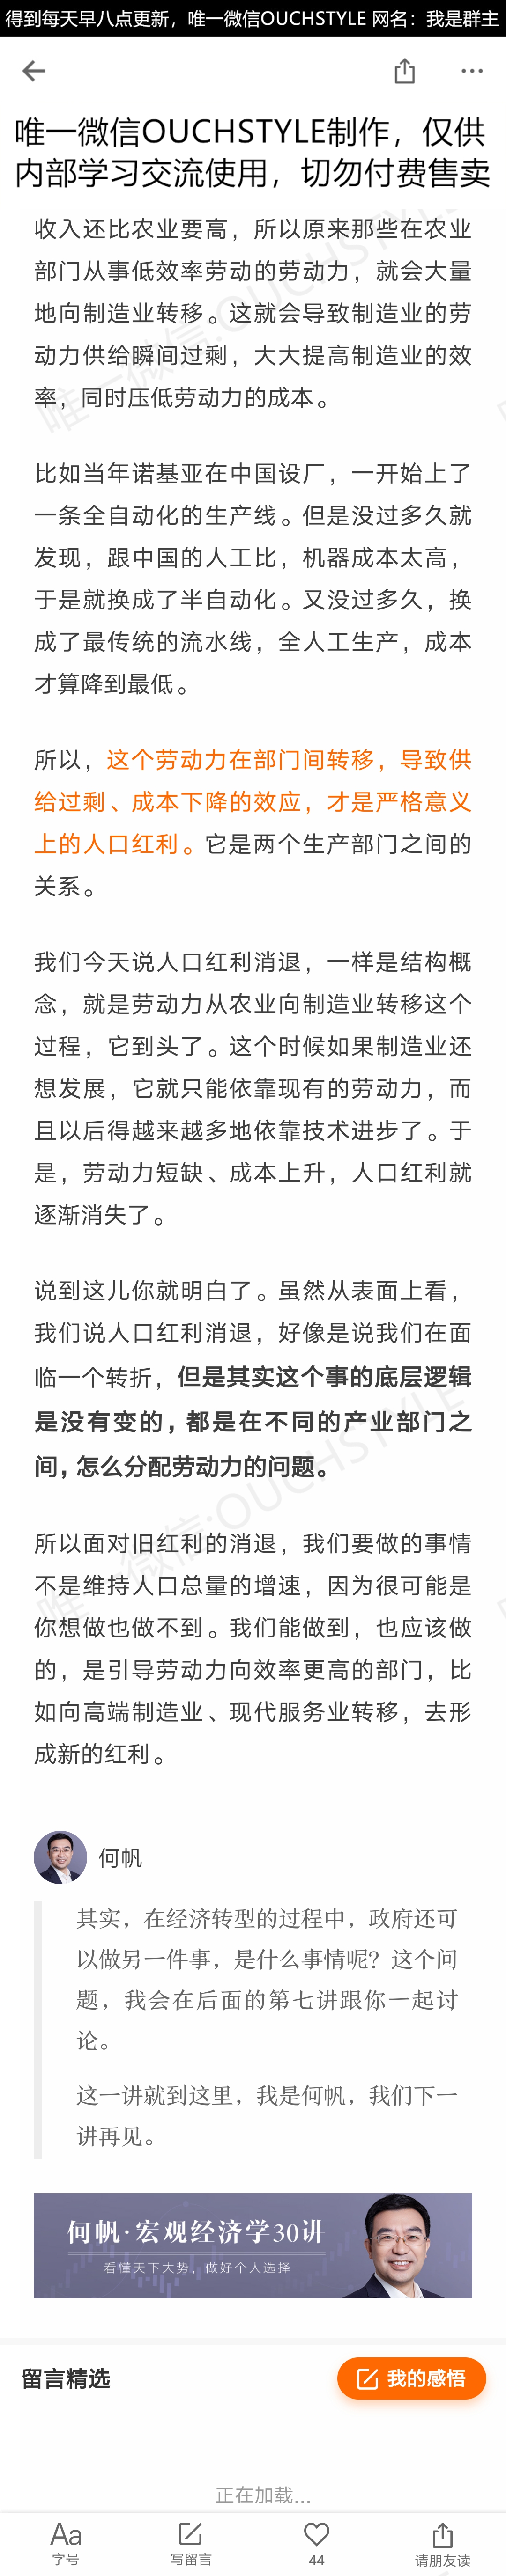 得到每天早八点更新，唯一微信OUCHSTYLE 网名：我是群主
唯一微信OUCHSTYLE制作，仅供
内部学习交流使用，切勿付费售卖
收入还比农业要高，所以原来那些在农业
部门从事低效率劳动的劳动力，就会大量
地向制造业转移。这就会导致制造业的劳
动力供给瞬间过剩，大大提高制造业的效
率，同时压低劳动力的成本。
比如当年诺基亚在中国设厂，一开始上了
一条全自动化的生产线。但是没过多久就
发现，跟中国的人工比，机器成本太高，
于是就换成了半自动化。又没过多久，换
成了最传统的流水线，全人工生产，成本
才算降到最低。
所以，这个劳动力在部门间转移，导致供
给过剩、成本下降的效应，才是严格意义
上的人口红利。它是两个生产部门之间的
关系。
我们今天说人口红利消退，一样是结构概
念，就是劳动力从农业向制造业转移这个
过程，它到头了。这个时候如果制造业还
想发展，它就只能依靠现有的劳动力，而
且以后得越来越多地依靠技术进步了。于
是，劳动力短缺、成本上升，人口红利就
逐渐消失了。
说到这儿你就明白了。虽然从表面上看，
我们说人口红利消退，好像是说我们在面
临一个转折，但是其实这个事的底层逻辑
是没有变的，都是在不同的产业部门之
间，怎么分配劳动力的问题。
所以面对旧红利的消退，我们要做的事情
不是维持人口总量的增速，因为很可能是
你想做也做不到。我们能做到，也应该做
的，是引导劳动力向效率更高的部门，比
如向高端制造业、现代服务业转移，去形
成新的红利。
何帆
其实，在经济转型的过程中，政府还可
以做另一件事，是什么事情呢？这个问
题，我会在后面的第七讲跟你一起讨
论。
这一讲就到这里，我是何帆，我们下一
讲再见。
何帆·宏观经济学30讲
看懂天下大势，做好个人选择
留言精选
我的感悟
正在加载...
Aa
字号
写留言
44
请朋友读
唯一微信:OUCHSTYLE
唯一微信:OUCHSTYLE